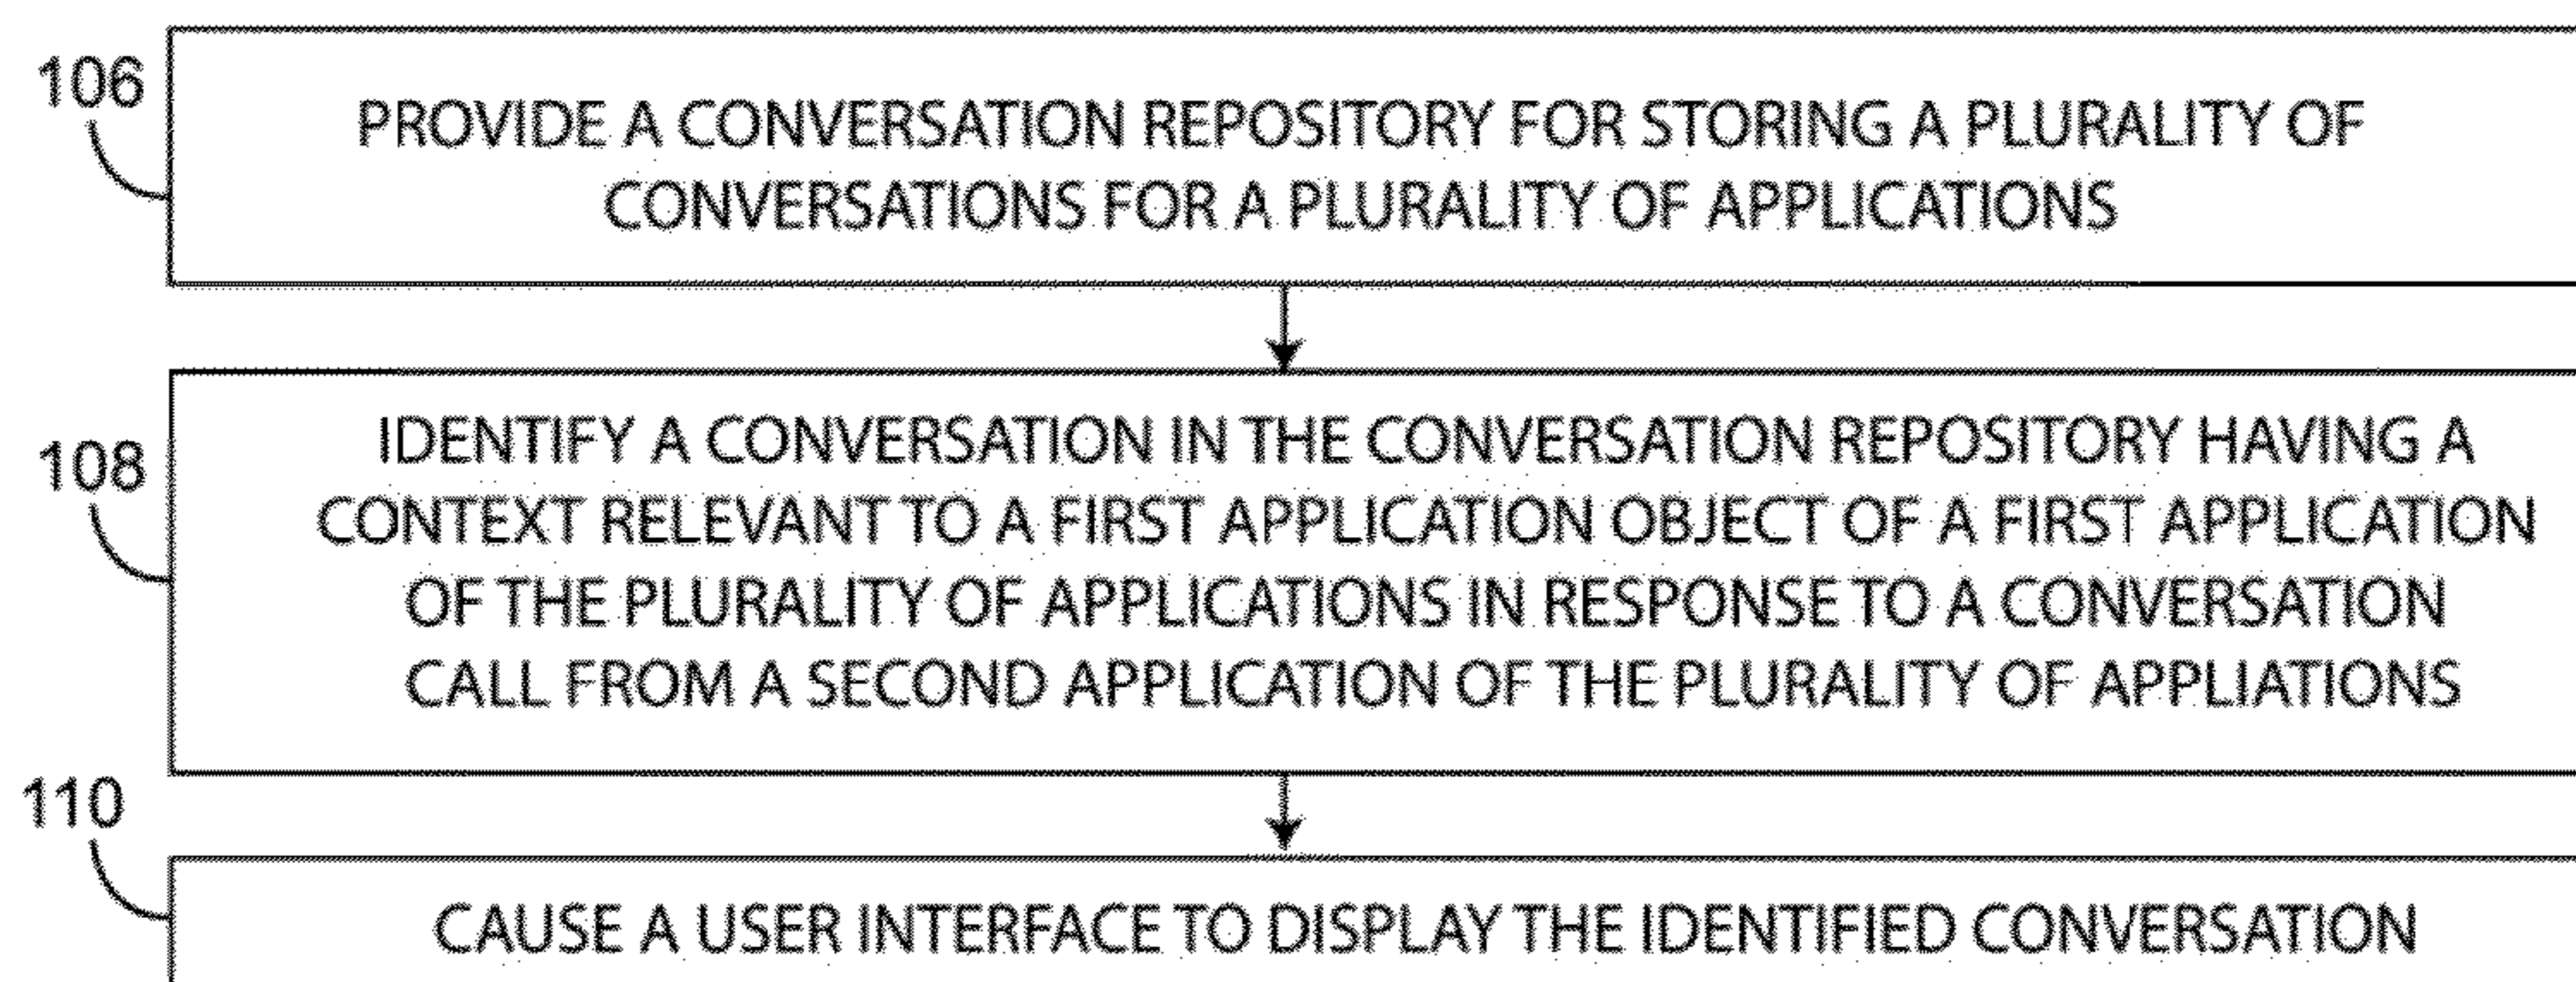 106
PROVIDE A CONVERSATION REPOSITORY FOR STORING A PLURALITY OF
CONVERSATIONS FOR A PLURALITY OF APPLICATIONS
108
IDENTIFY A CONVERSATION IN THE CONVERSATION REPOSITORY HAVING A
CONTEXT RELEVANT TO A FIRST APPLICATION OBJECT OF A FIRST APPLICATION
OF THE PLURALITY OF APPLICATIONS IN RESPONSE TO A CONVERSATION
CALL FROM A SECOND APPLICATION OF THE PLURALITY OF APPLIATIONS
110
CAUSE A USER INTERFACE TO DISPLAY THE IDENTIFIED CONVERSATION